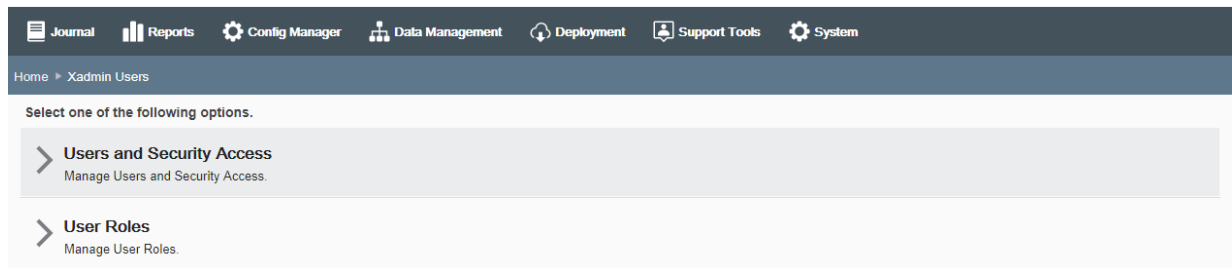 Journal Reports Config Manager Data Management Deployment Support Tools System
Home Xadmin Users
Select one of the following options.
Users and Security Access
Manage Users and Security Access.
User Roles
Manage User Roles.